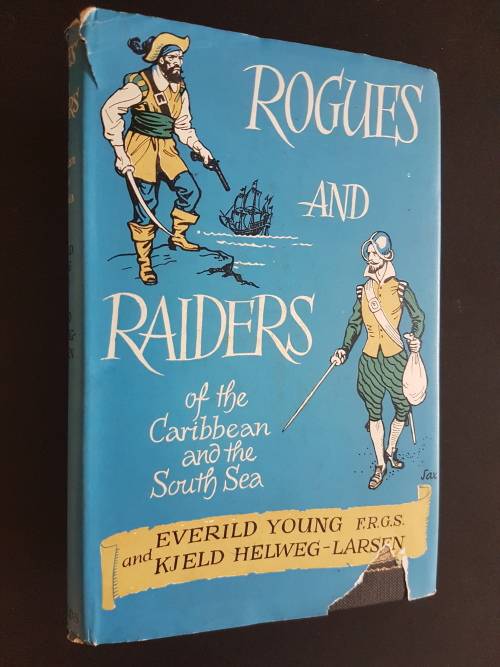 ROGUES
AND
RAIDERS
of the
Caribbean
and the
South Sea
Sax
EVERILD YOUNG F.R.G.S.
and KJELD HELWEG-LARSEN